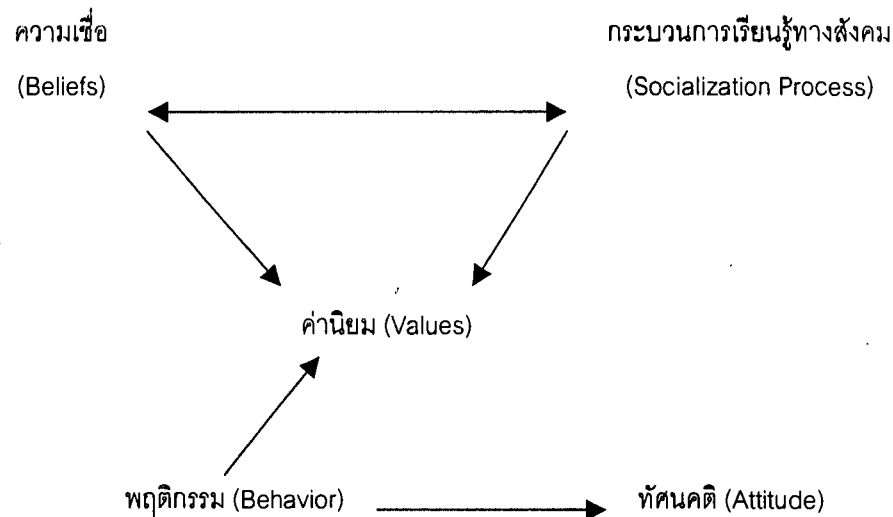 ความเชื่อ
(Beliefs)
กระบวนการเรียนรู้ทางสังคม
(Socialization Process)
ค่านิยม (Values)
พฤติกรรม (Behavior)
ทัศนคติ (Attitude)